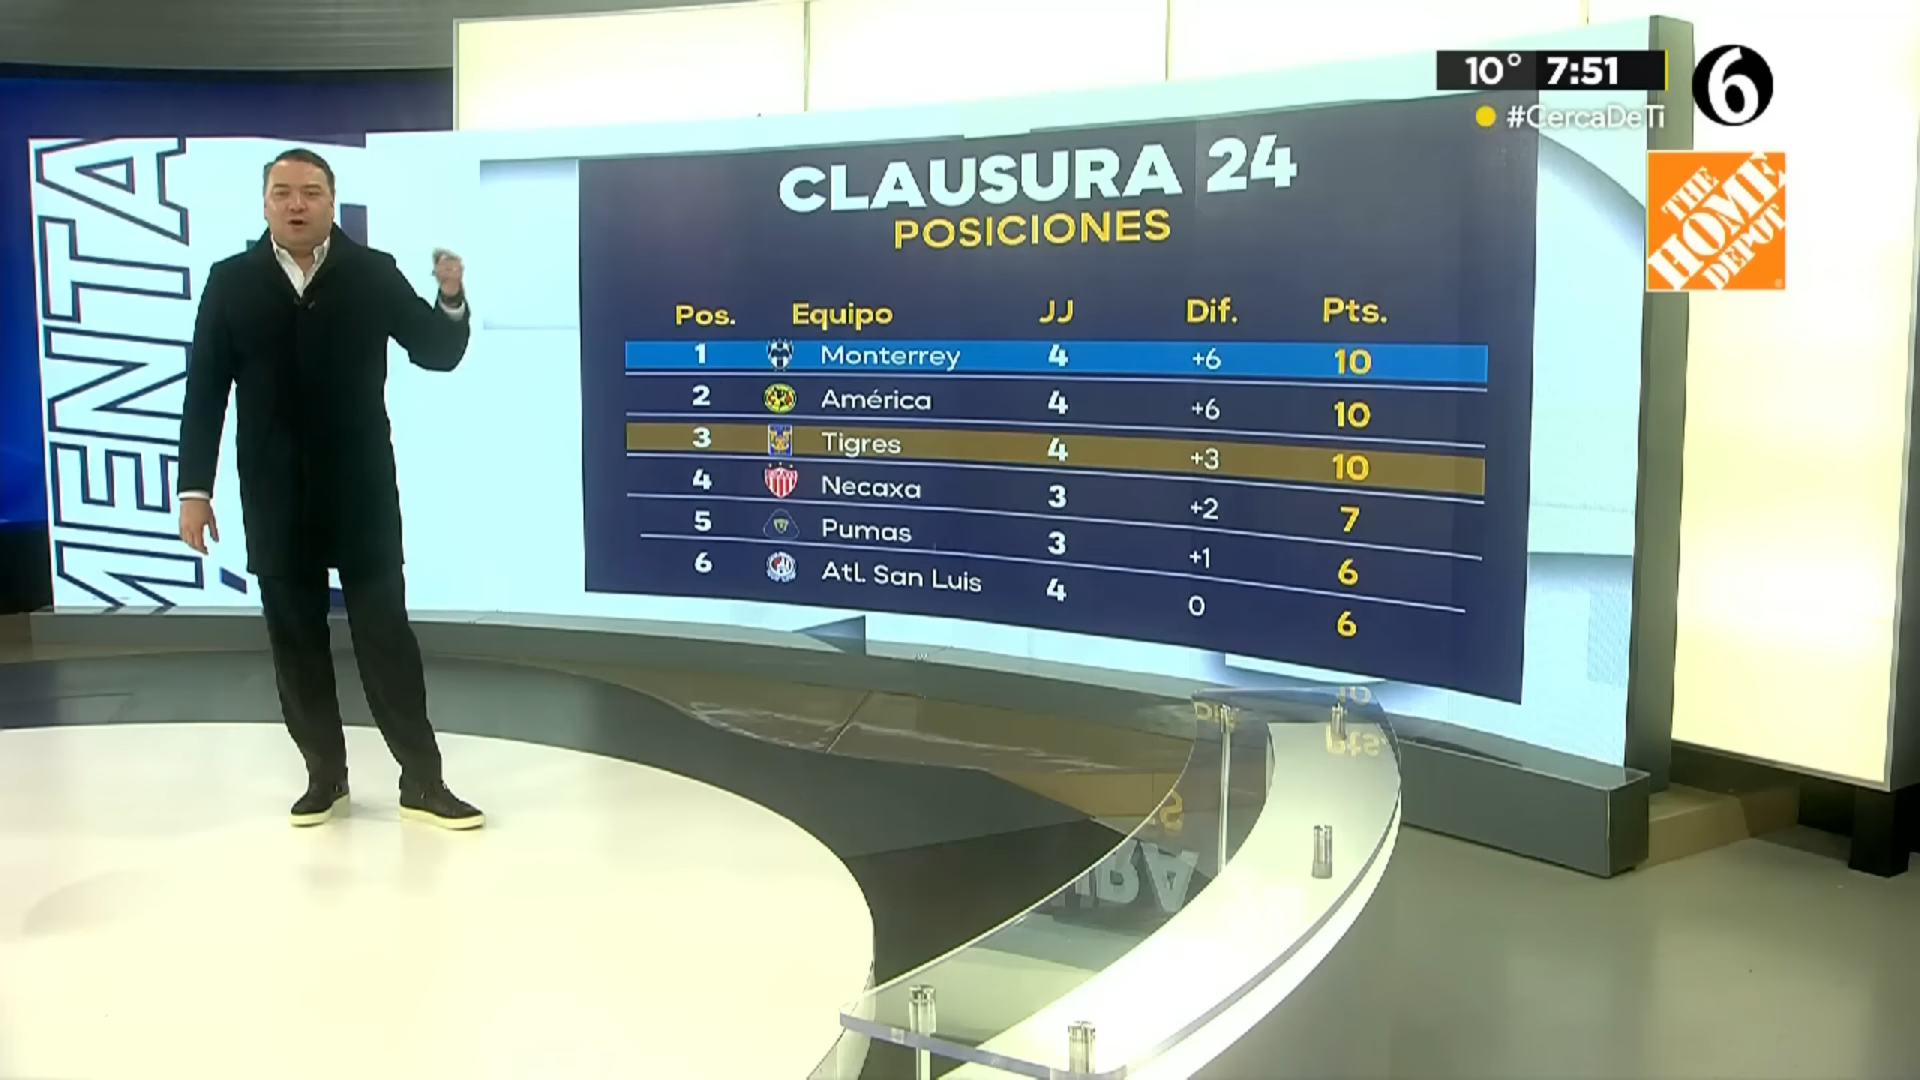 10° 7:51
6
#CercaDeTi
THE HOME DEPOT
MENTA
CLAUSURA 24
POSICIONES
Pos. Equipo JJ Dif. Pts.
1 Monterrey 4 +6 10
2 América 4 +6 10
3 Tigres 4 +3 10
4 Necaxa 3 +2 7
5 Pumas 3 +1 6
6 Atl. San Luis 4 0 6